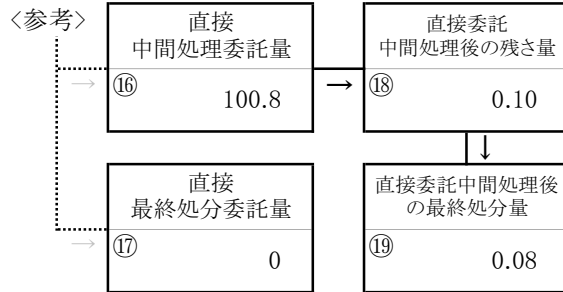 〈参考〉
直接
中間処理委託量
→
⑯
100.8
→
直接委託
中間処理後の残さ量
⑱
0.10
↓
直接
最終処分委託量
→
⑰
0
直接委託中間処理後
の最終処分量
⑲
0.08